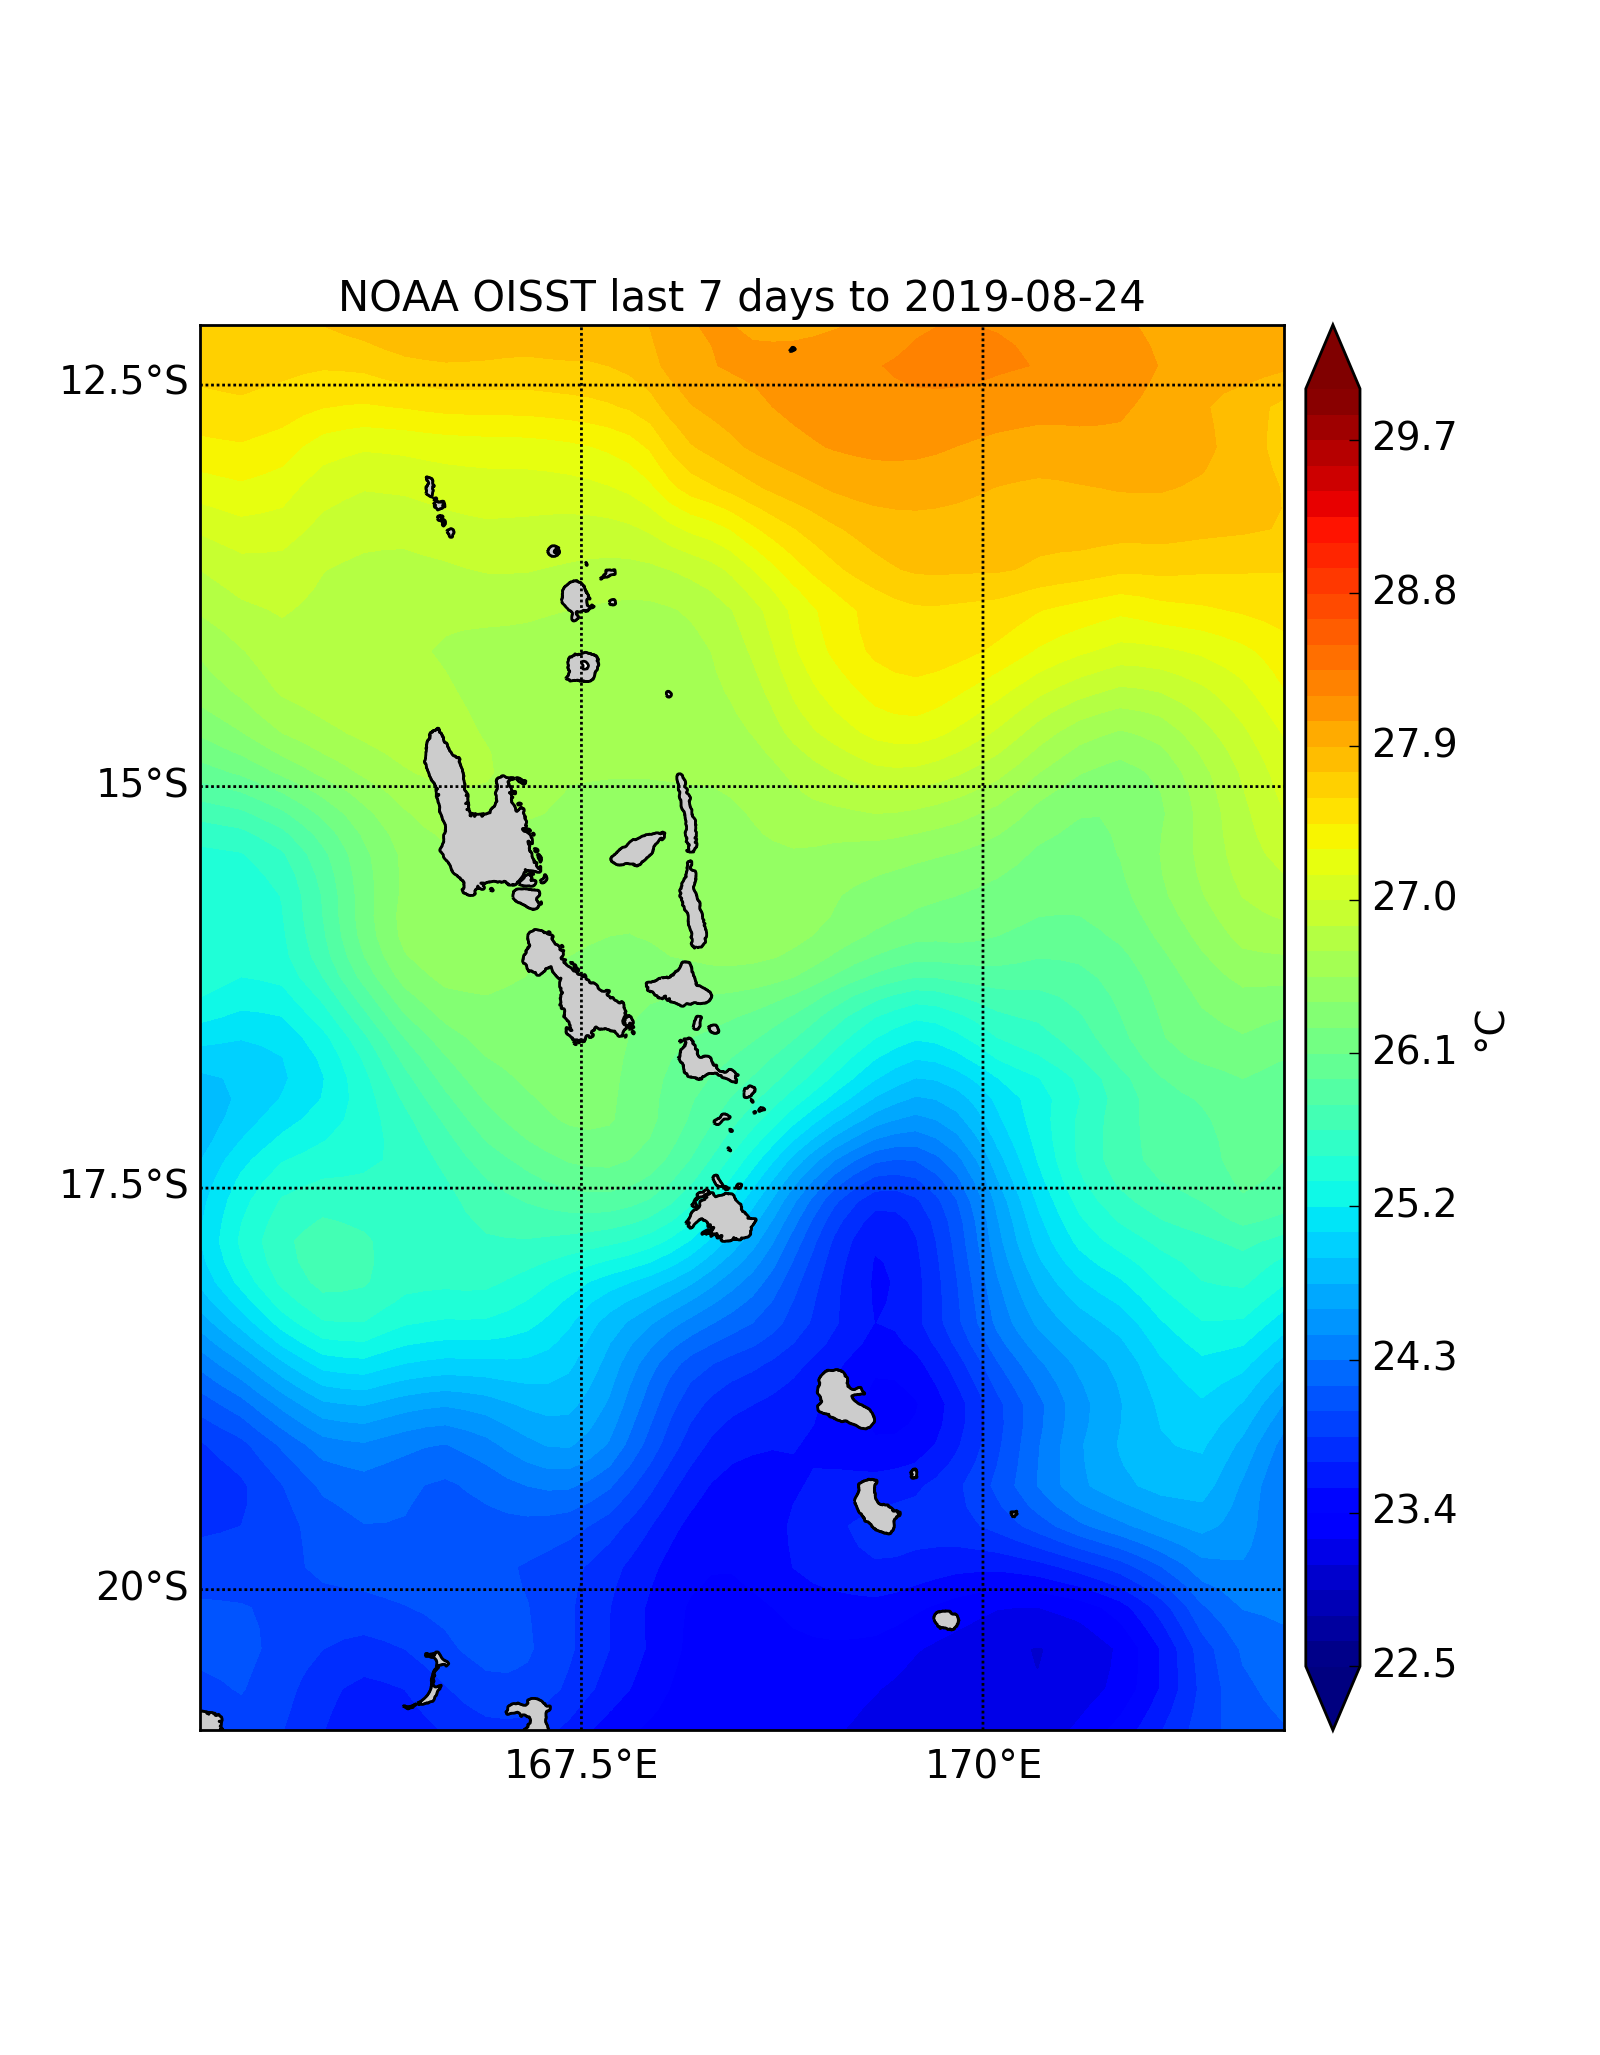 NOAA OISST last 7 days to 2019-08-24
12.5°S
15°S
17.5°S
20°S
167.5°E
170°E
29.7
28.8
27.9
27.0
26.1
25.2
24.3
23.4
22.5
°C